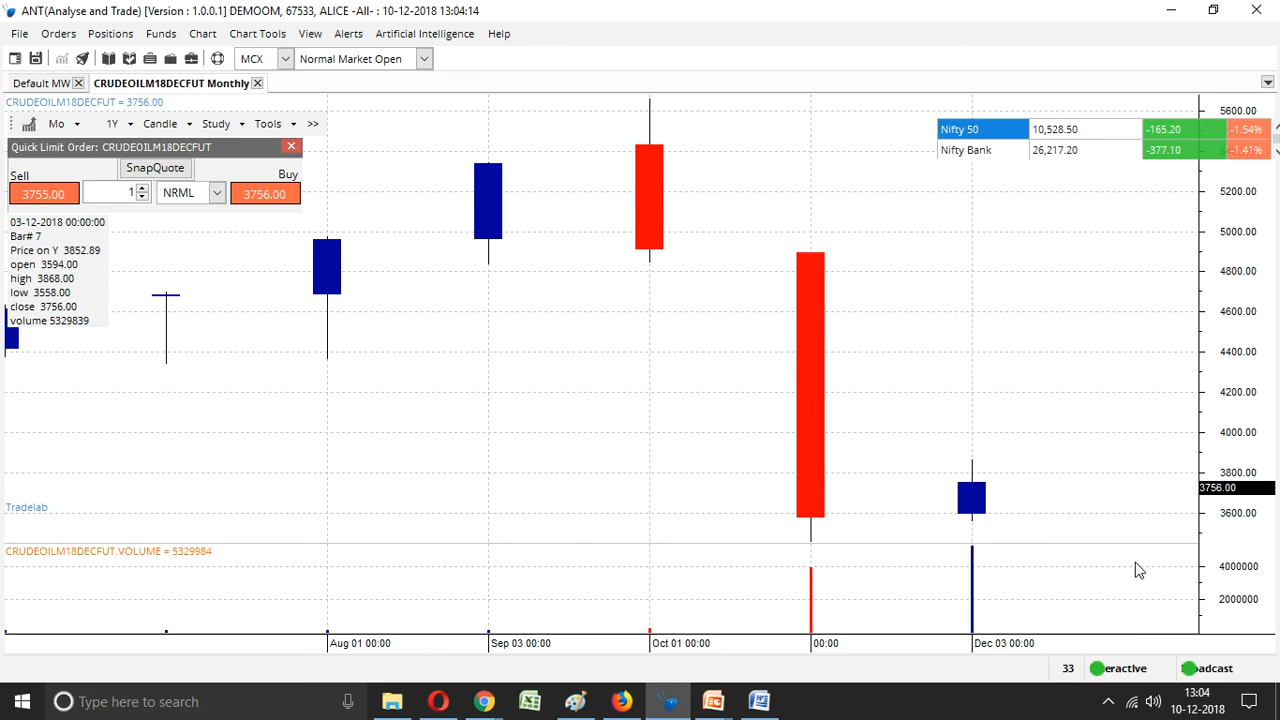 ANT(Analyse and Trade) [Version : 1.0.0.1] DEMOOM, 67533, ALICE -All- : 10-12-2018 13:04:14
File Orders Positions Funds Chart Chart Tools View Alerts Artificial Intelligence Help
MCX Normal Market Open
Default MW CRUDEOILM18DECFUT Monthly
CRUDEOILM18DECFUT = 3756.00
Mo 1Y Candle Study Tools >>
Quick Limit Order: CRUDEOILM18DECFUT
SnapQuote
Sell Buy
3755.00 1 NRML 3756.00
03-12-2018 00:00:00
Bar# 7
Price on Y 3852.89
open 3594.00
high 3868.00
low 3558.00
close 3756.00
volume 5329839
Nifty 50 10,528.50 -165.20 -1.54%
Nifty Bank 26,217.20 -377.10 -1.41%
5600.00
5200.00
5000.00
4800.00
4600.00
4400.00
4200.00
4000.00
3800.00
3756.00
3600.00
Tradelab
CRUDEOILM18DECFUT.VOLUME = 5329984
4000000
2000000
Aug 01 00:00 Sep 03 00:00 Oct 01 00:00 00:00 Dec 03 00:00
33 eractive adcast
Type here to search
13:04
10-12-2018